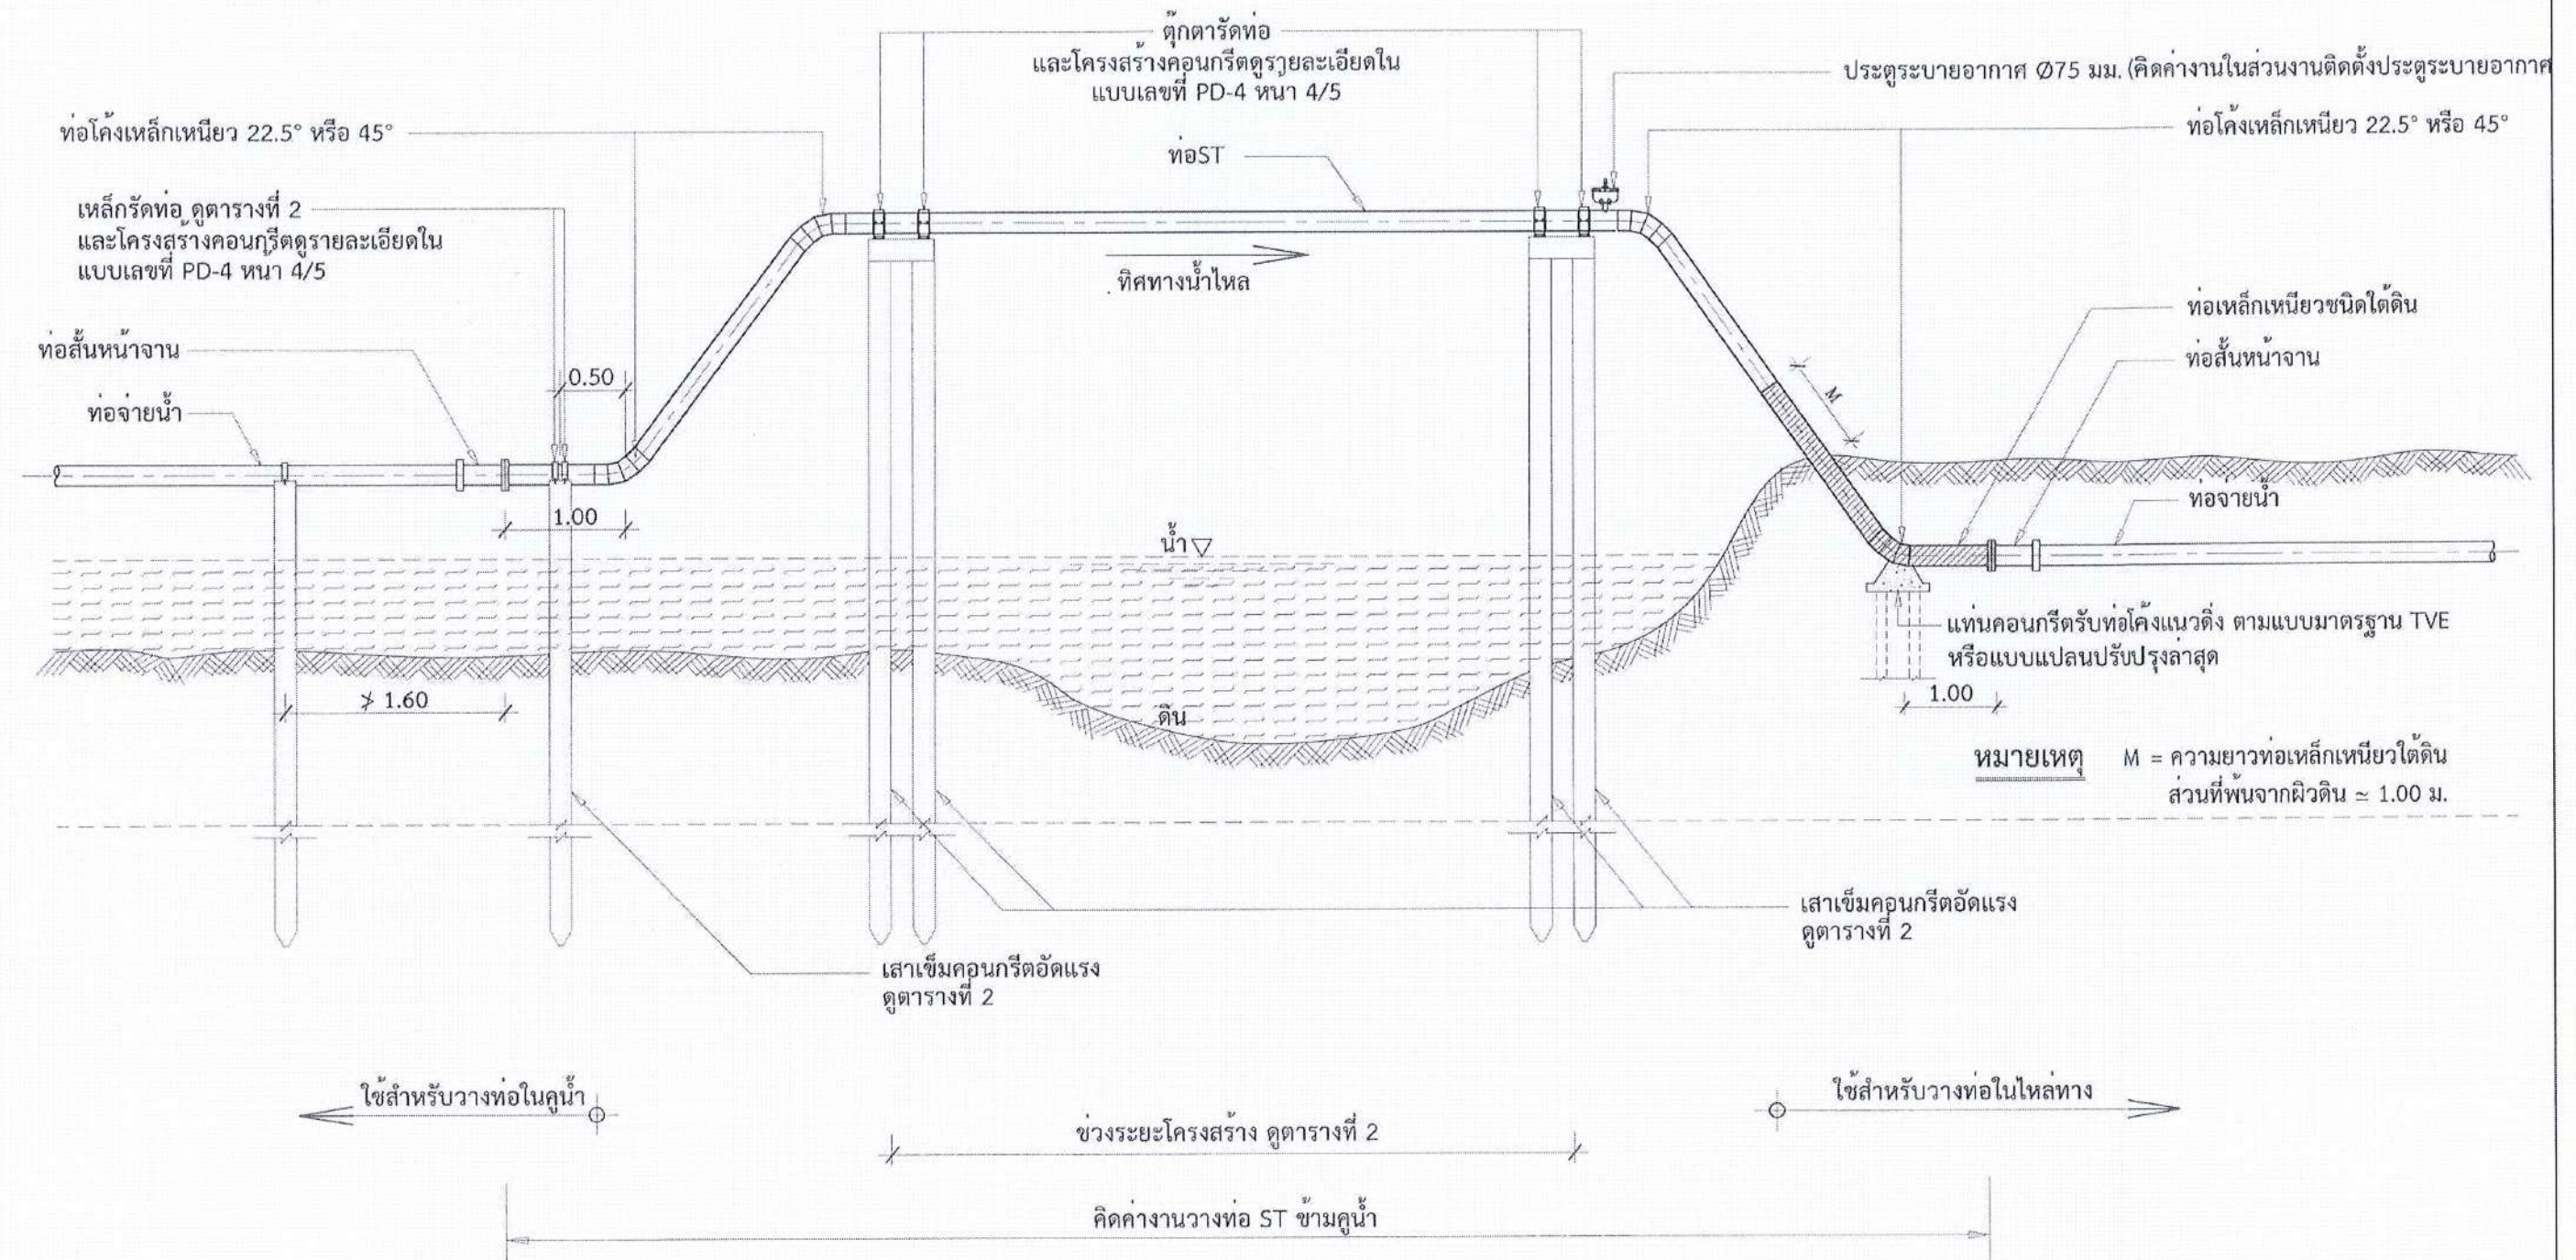 ตุ๊กตารัดท่อ
และโครงสร้างคอนกรีตดูรายละเอียดใน
แบบเลขที่ PD-4 หน้า 4/5
ประตูระบายอากาศ Ø75 มม. (คิดค่างานในส่วนงานติดตั้งประตูระบายอากาศ
ท่อโค้งเหล็กเหนียว 22.5° หรือ 45°
ท่อโค้งเหล็กเหนียว 22.5° หรือ 45°
ท่อST
เหล็กรัดท่อ ดูตารางที่ 2
และโครงสร้างคอนกรีตดูรายละเอียดใน
แบบเลขที่ PD-4 หน้า 4/5
ทิศทางน้ำไหล
ท่อเหล็กเหนียวชนิดใต้ดิน
ท่อสั้นหน้าจาน
ท่อสั้นหน้าจาน
0.50
M
ท่อจ่ายน้ำ
ท่อจ่ายน้ำ
1.00
น้ำ
แท่นคอนกรีตรับท่อโค้งแนวดิ่ง ตามแบบมาตรฐาน TVE
หรือแบบแปลนปรับปรุงล่าสุด
≯ 1.60
1.00
ดิน
หมายเหตุ M = ความยาวท่อเหล็กเหนียวใต้ดิน
ส่วนที่พ้นจากผิวดิน ≃ 1.00 ม.
เสาเข็มคอนกรีตอัดแรง
ดูตารางที่ 2
เสาเข็มคอนกรีตอัดแรง
ดูตารางที่ 2
ใช้สำหรับวางท่อในคูน้ำ
ใช้สำหรับวางท่อในไหล่ทาง
ช่วงระยะโครงสร้าง ดูตารางที่ 2
คิดค่างานวางท่อ ST ข้ามคูน้ำ